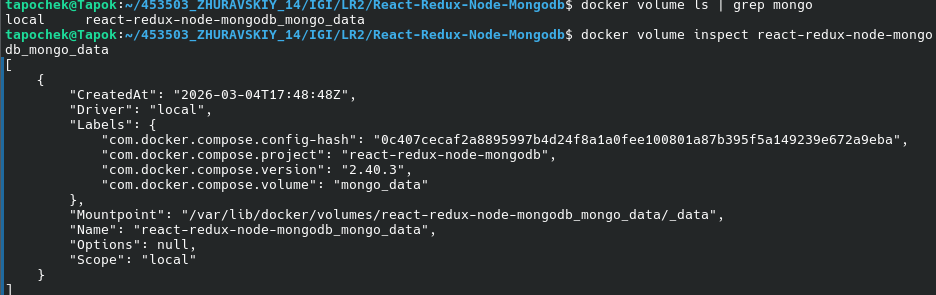 tapochek@Tapok:~/453503_ZHURAVSKIY_14/IGI/LR2/React-Redux-Node-Mongodb$ docker volume ls | grep mongo
local     react-redux-node-mongodb_mongo_data
tapochek@Tapok:~/453503_ZHURAVSKIY_14/IGI/LR2/React-Redux-Node-Mongodb$ docker volume inspect react-redux-node-mongo
db_mongo_data
[
    {
        "CreatedAt": "2026-03-04T17:48:48Z",
        "Driver": "local",
        "Labels": {
            "com.docker.compose.config-hash": "0c407cecaf2a8895997b4d24f8a1a0fee100801a87b395f5a149239e672a9eba",
            "com.docker.compose.project": "react-redux-node-mongodb",
            "com.docker.compose.version": "2.40.3",
            "com.docker.compose.volume": "mongo_data"
        },
        "Mountpoint": "/var/lib/docker/volumes/react-redux-node-mongodb_mongo_data/_data",
        "Name": "react-redux-node-mongodb_mongo_data",
        "Options": null,
        "Scope": "local"
    }
]